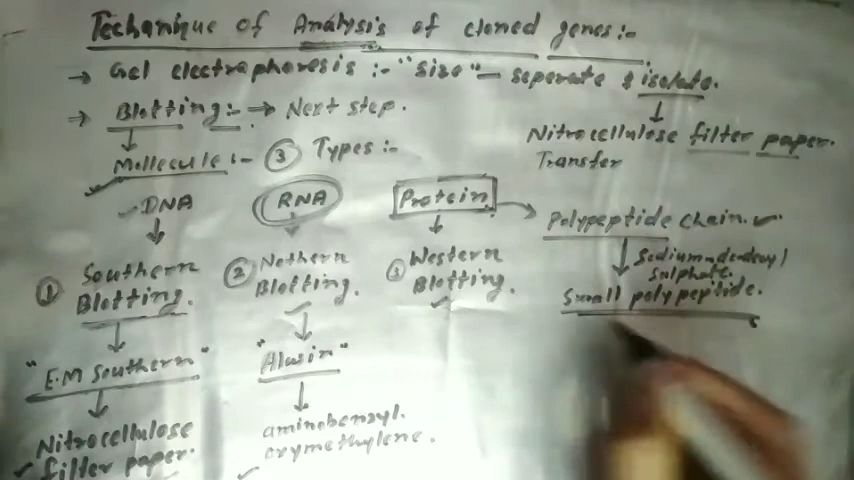 Technique of Analysis of cloned genes:-
→ Gel electrophoresis :- "Size" — seperate & isolate.
→ Blotting :- → Next step.
Nitrocellulose filter paper.
Transfer
Mollecule :- ③ Types :-
DNA
RNA
Protein
Polypeptide chain.
Sodium dodecyl
sulphate.
Small polypeptide.
① Southern
Blotting.
② Nothern
Blotting.
③ Western
Blotting.
"E.M Southern"
"Alwin"
Nitrocellulose
filter paper.
aminobenzyl.
oxymethylene.